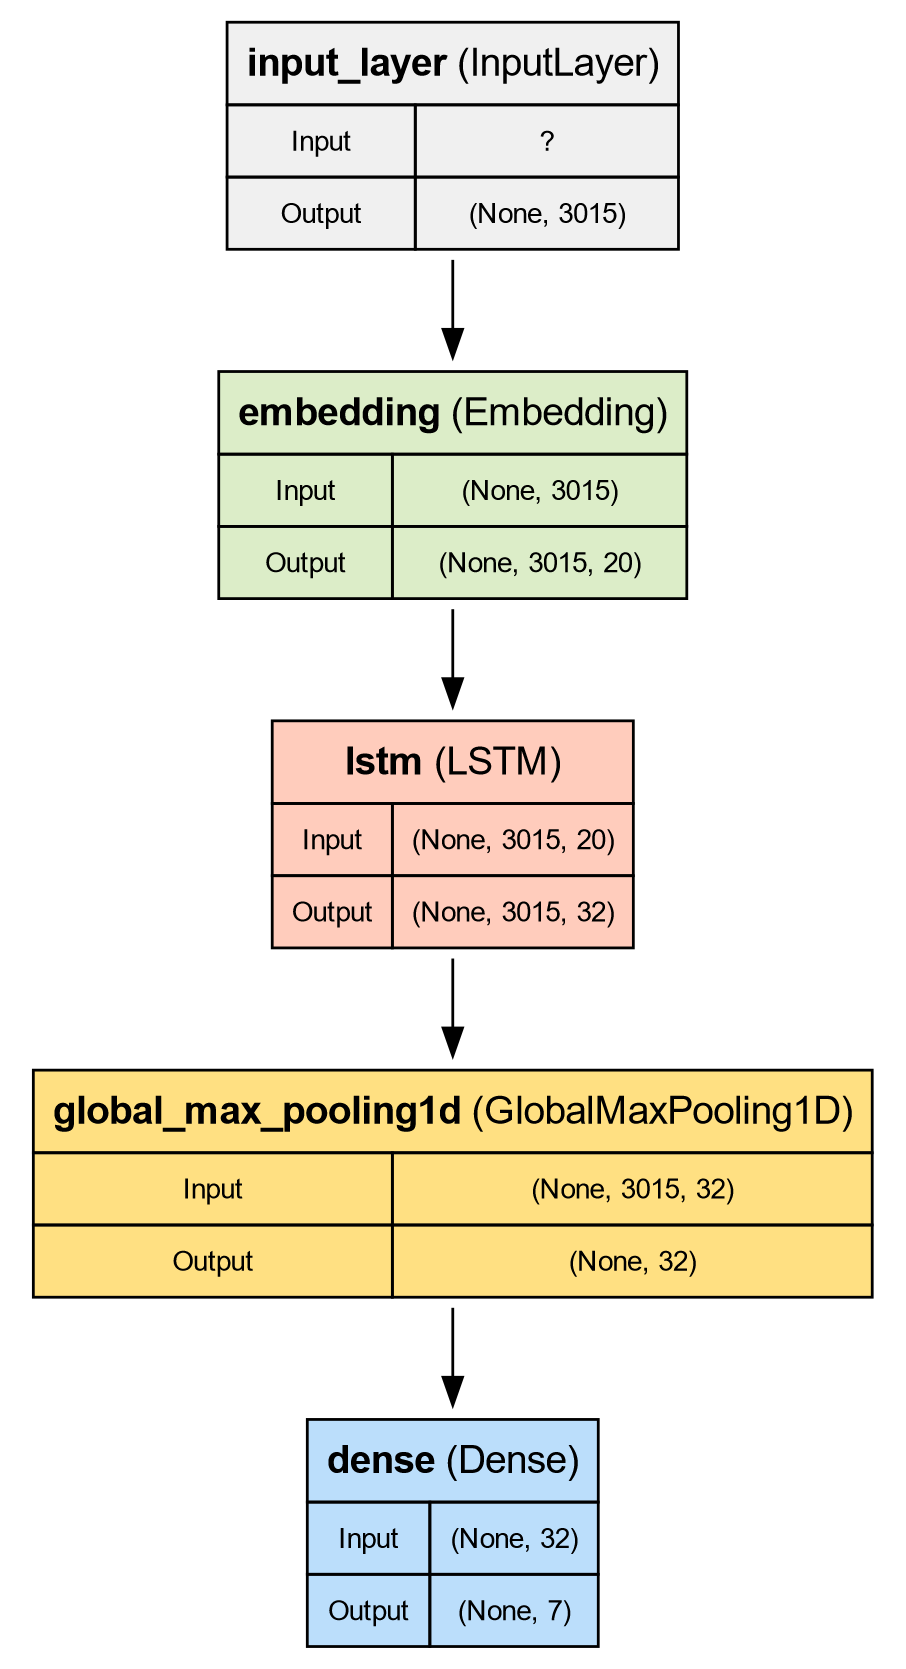 input_layer (InputLayer)
Input ?
Output (None, 3015)
embedding (Embedding)
Input (None, 3015)
Output (None, 3015, 20)
lstm (LSTM)
Input (None, 3015, 20)
Output (None, 3015, 32)
global_max_pooling1d (GlobalMaxPooling1D)
Input (None, 3015, 32)
Output (None, 32)
dense (Dense)
Input (None, 32)
Output (None, 7)